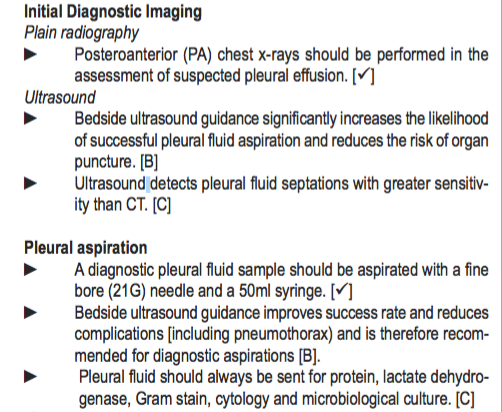 Initial Diagnostic Imaging
Plain radiography
► Posteroanterior (PA) chest x-rays should be performed in the
assessment of suspected pleural effusion. [✓]
Ultrasound
► Bedside ultrasound guidance significantly increases the likelihood
of successful pleural fluid aspiration and reduces the risk of organ
puncture. [B]
► Ultrasound detects pleural fluid septations with greater sensitiv-
ity than CT. [C]
Pleural aspiration
► A diagnostic pleural fluid sample should be aspirated with a fine
bore (21G) needle and a 50ml syringe. [✓]
► Bedside ultrasound guidance improves success rate and reduces
complications [including pneumothorax) and is therefore recom-
mended for diagnostic aspirations [B].
► Pleural fluid should always be sent for protein, lactate dehydro-
genase, Gram stain, cytology and microbiological culture. [C]